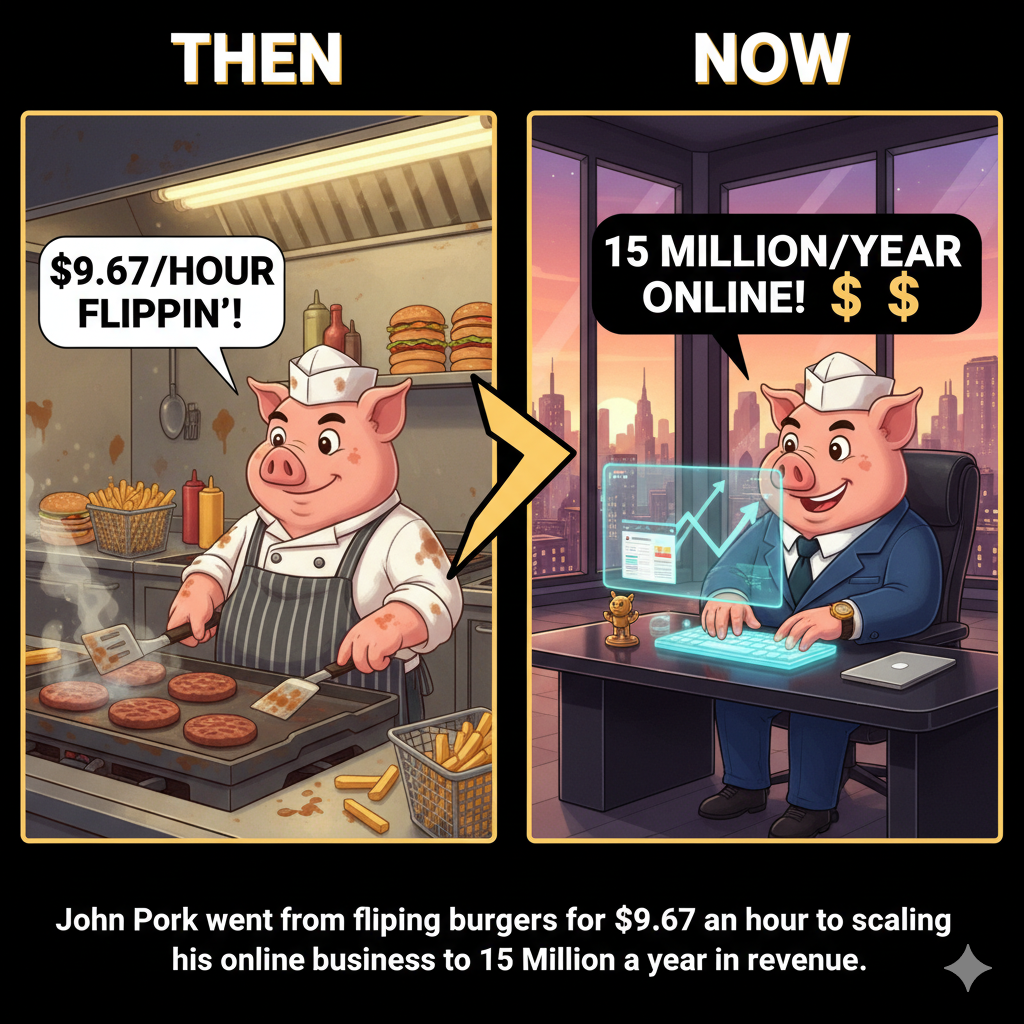 THEN
NOW
$9.67/HOUR
FLIPPIN’!
15 MILLION/YEAR
ONLINE! $ $
John Pork went from fliping burgers for $9.67 an hour to scaling
his online business to 15 Million a year in revenue.